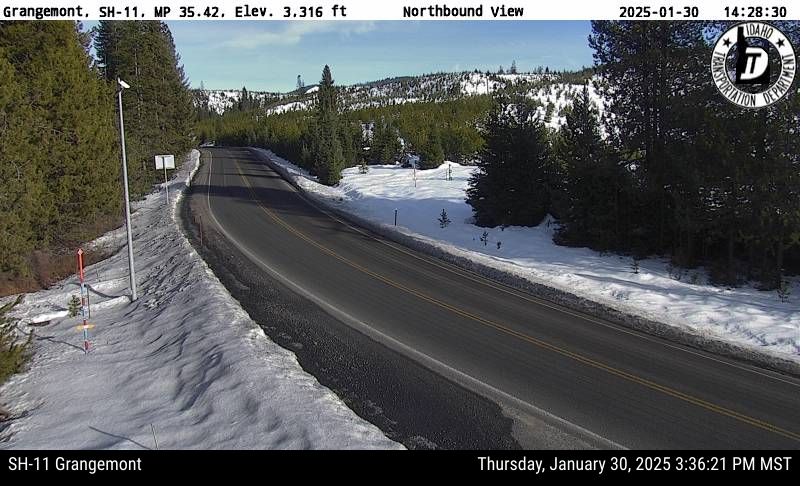 Grangemont, SH-11, MP 35.42, Elev. 3,316 ft Northbound View 2025-01-30 14:28:30
IDAHO
TRANSPORTATION DEPARTMENT
SH-11 Grangemont Thursday, January 30, 2025 3:36:21 PM MST